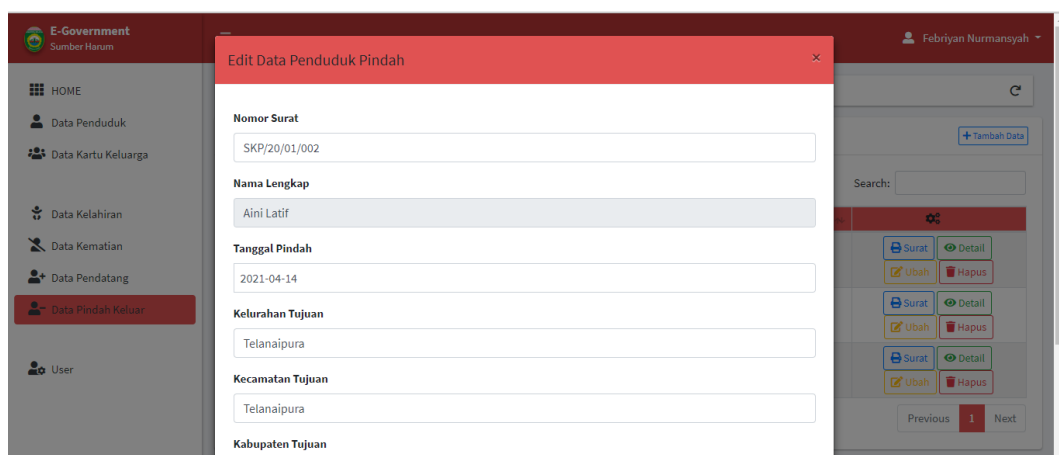 E-Government
Sumber Harum
Febriyan Nurmansyah
HOME
Data Penduduk
Data Kartu Keluarga
Data Kelahiran
Data Kematian
Data Pendatang
Data Pindah Keluar
User
Edit Data Penduduk Pindah
×
Nomor Surat
SKP/20/01/002
Nama Lengkap
Aini Latif
Tanggal Pindah
2021-04-14
Kelurahan Tujuan
Telanaipura
Kecamatan Tujuan
Telanaipura
Kabupaten Tujuan
+ Tambah Data
Search:
Surat Detail
Ubah Hapus
Surat Detail
Ubah Hapus
Surat Detail
Ubah Hapus
Previous 1 Next